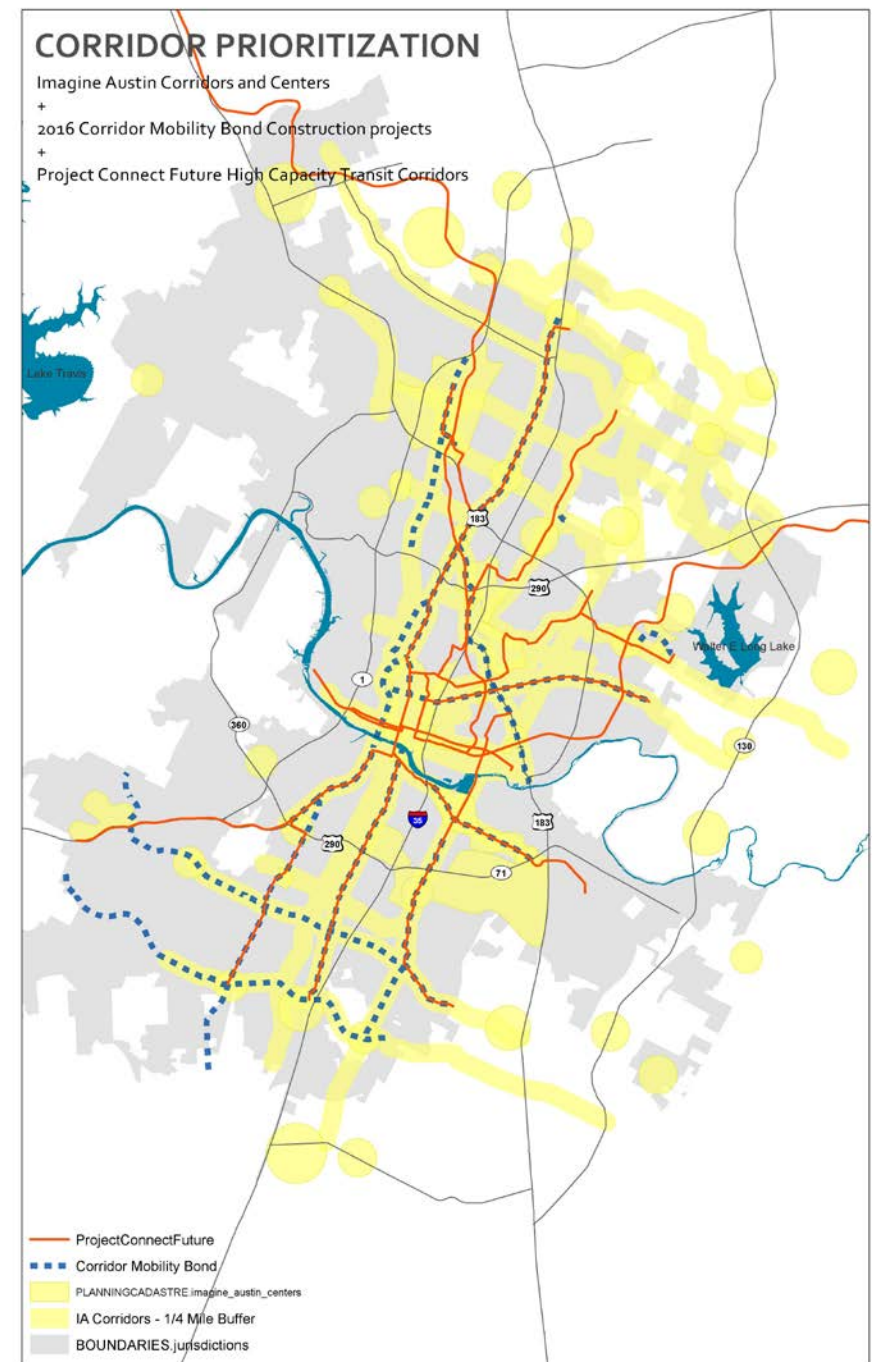 CORRIDOR PRIORITIZATION
Imagine Austin Corridors and Centers
+
2016 Corridor Mobility Bond Construction projects
+
Project Connect Future High Capacity Transit Corridors
Lake Travis
183
290
Walter E Long Lake
1
360
130
35
183
290
71
ProjectConnectFuture
Corridor Mobility Bond
PLANNINGCADASTRE.imagine_austin_centers
IA Corridors - 1/4 Mile Buffer
BOUNDARIES.jurisdictions